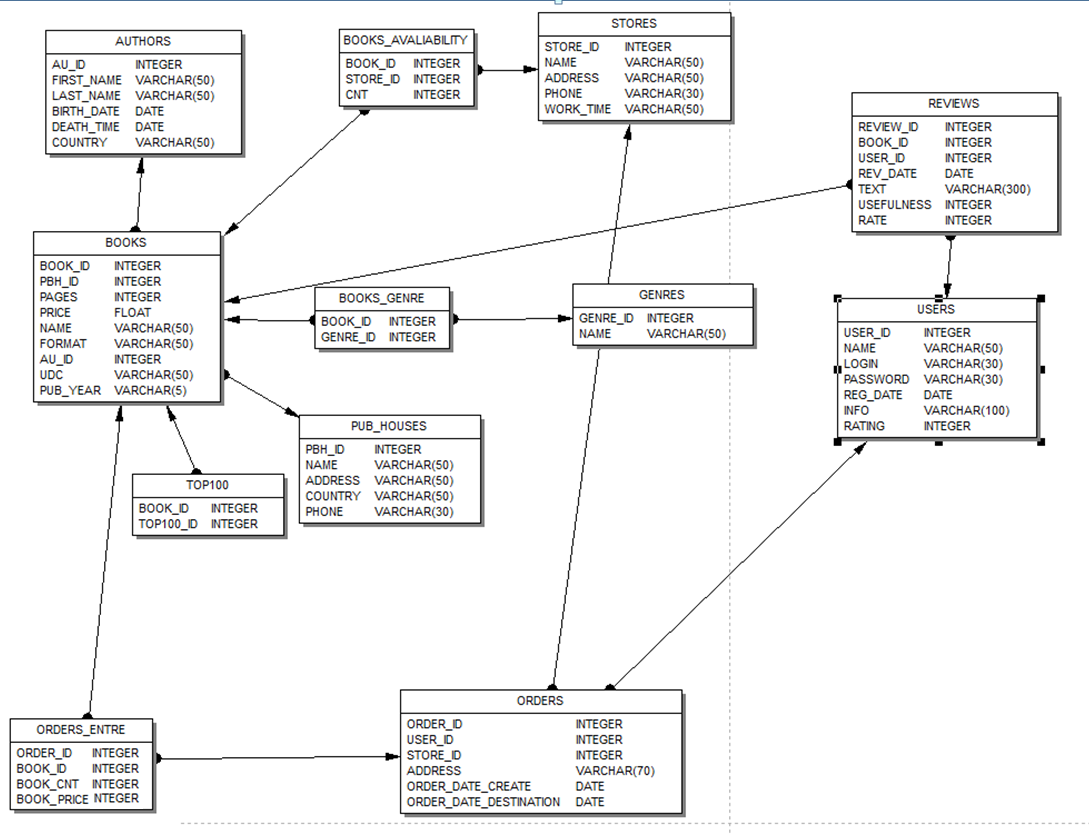 AUTHORS
AU_ID INTEGER
FIRST_NAME VARCHAR(50)
LAST_NAME VARCHAR(50)
BIRTH_DATE DATE
DEATH_TIME DATE
COUNTRY VARCHAR(50)
BOOKS_AVALIABILITY
BOOK_ID INTEGER
STORE_ID INTEGER
CNT INTEGER
STORES
STORE_ID INTEGER
NAME VARCHAR(50)
ADDRESS VARCHAR(50)
PHONE VARCHAR(30)
WORK_TIME VARCHAR(50)
REVIEWS
REVIEW_ID INTEGER
BOOK_ID INTEGER
USER_ID INTEGER
REV_DATE DATE
TEXT VARCHAR(300)
USEFULNESS INTEGER
RATE INTEGER
BOOKS
BOOK_ID INTEGER
PBH_ID INTEGER
PAGES INTEGER
PRICE FLOAT
NAME VARCHAR(50)
FORMAT VARCHAR(50)
AU_ID INTEGER
UDC VARCHAR(50)
PUB_YEAR VARCHAR(5)
BOOKS_GENRE
BOOK_ID INTEGER
GENRE_ID INTEGER
GENRES
GENRE_ID INTEGER
NAME VARCHAR(50)
USERS
USER_ID INTEGER
NAME VARCHAR(50)
LOGIN VARCHAR(30)
PASSWORD VARCHAR(30)
REG_DATE DATE
INFO VARCHAR(100)
RATING INTEGER
PUB_HOUSES
PBH_ID INTEGER
NAME VARCHAR(50)
ADDRESS VARCHAR(50)
COUNTRY VARCHAR(50)
PHONE VARCHAR(30)
TOP100
BOOK_ID INTEGER
TOP100_ID INTEGER
ORDERS_ENTRE
ORDER_ID INTEGER
BOOK_ID INTEGER
BOOK_CNT INTEGER
BOOK_PRICE NTEGER
ORDERS
ORDER_ID INTEGER
USER_ID INTEGER
STORE_ID INTEGER
ADDRESS VARCHAR(70)
ORDER_DATE_CREATE DATE
ORDER_DATE_DESTINATION DATE